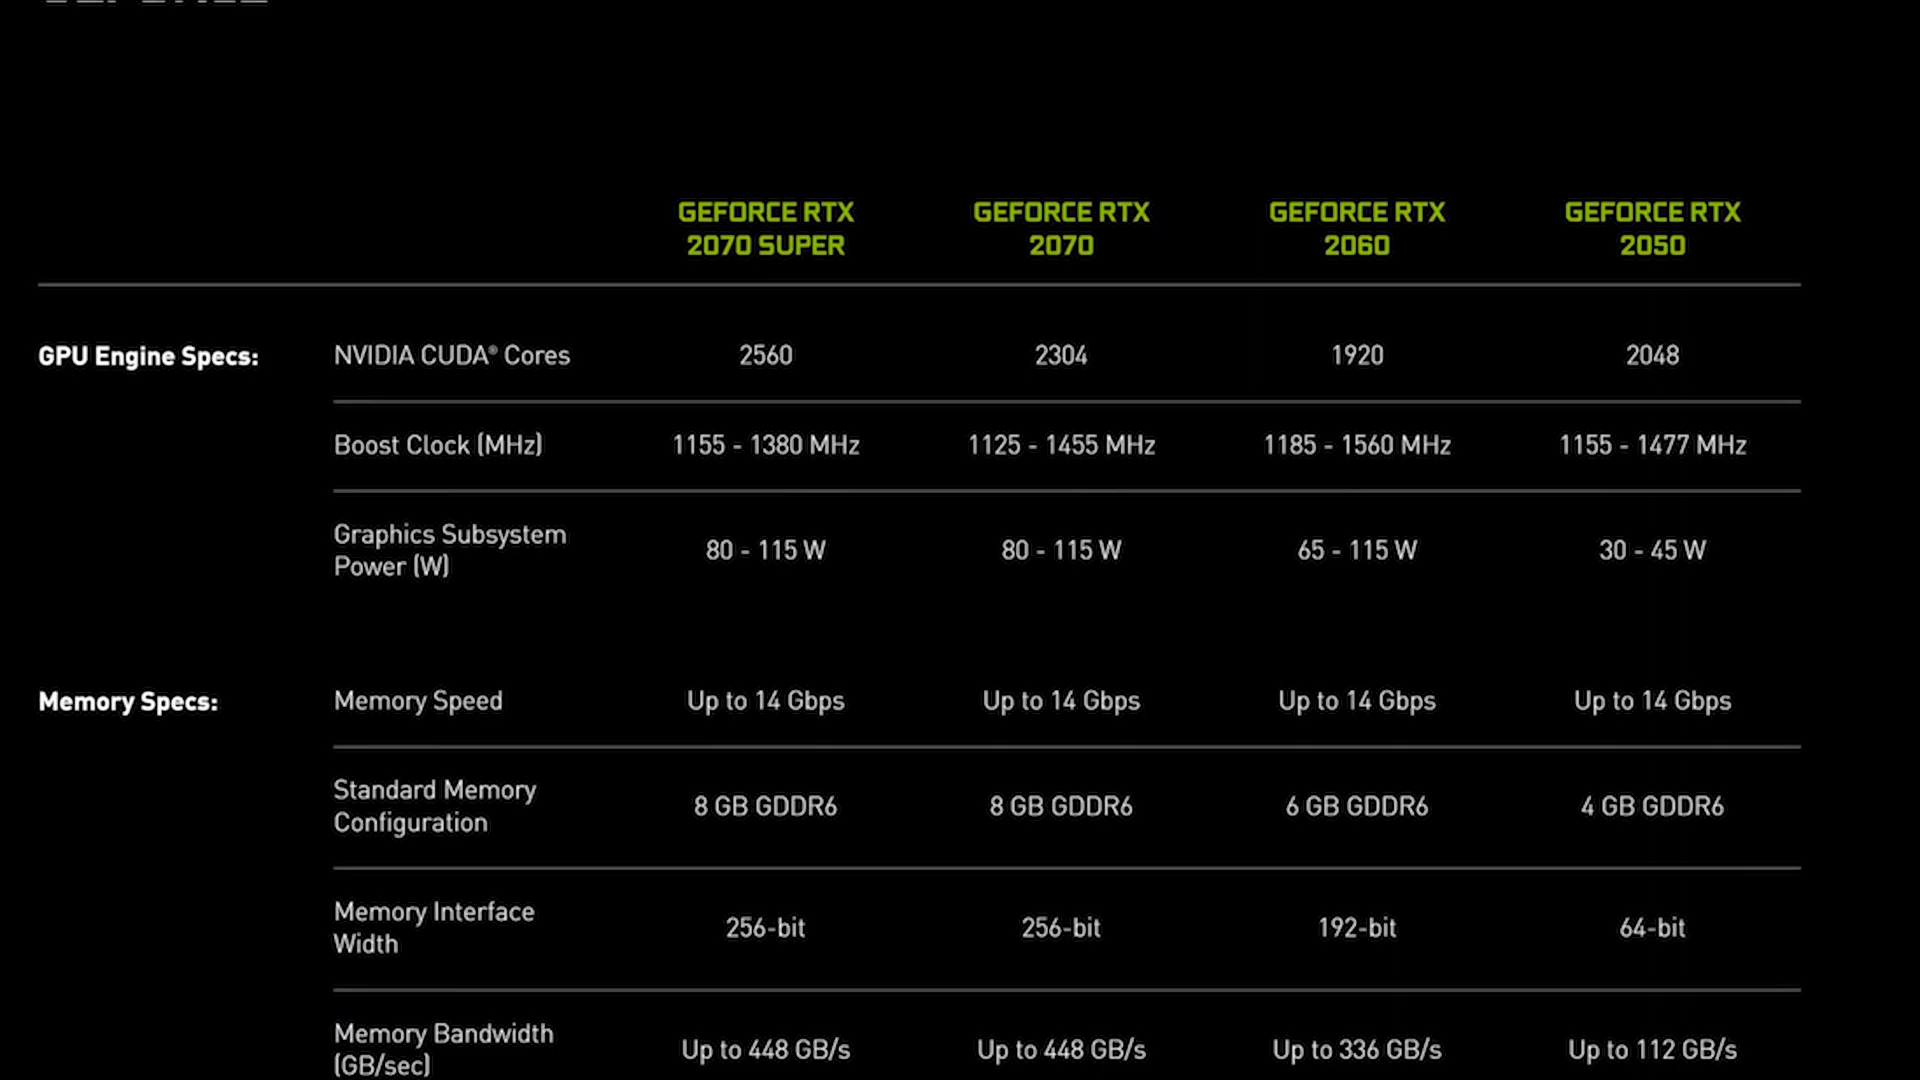 GEFORCE RTX 2070 SUPER
GEFORCE RTX 2070
GEFORCE RTX 2060
GEFORCE RTX 2050
GPU Engine Specs:
NVIDIA CUDA® Cores
2560
2304
1920
2048
Boost Clock (MHz)
1155 - 1380 MHz
1125 - 1455 MHz
1185 - 1560 MHz
1155 - 1477 MHz
Graphics Subsystem
Power (W)
80 - 115 W
80 - 115 W
65 - 115 W
30 - 45 W
Memory Specs:
Memory Speed
Up to 14 Gbps
Up to 14 Gbps
Up to 14 Gbps
Up to 14 Gbps
Standard Memory
Configuration
8 GB GDDR6
8 GB GDDR6
6 GB GDDR6
4 GB GDDR6
Memory Interface
Width
256-bit
256-bit
192-bit
64-bit
Memory Bandwidth
(GB/sec)
Up to 448 GB/s
Up to 448 GB/s
Up to 336 GB/s
Up to 112 GB/s